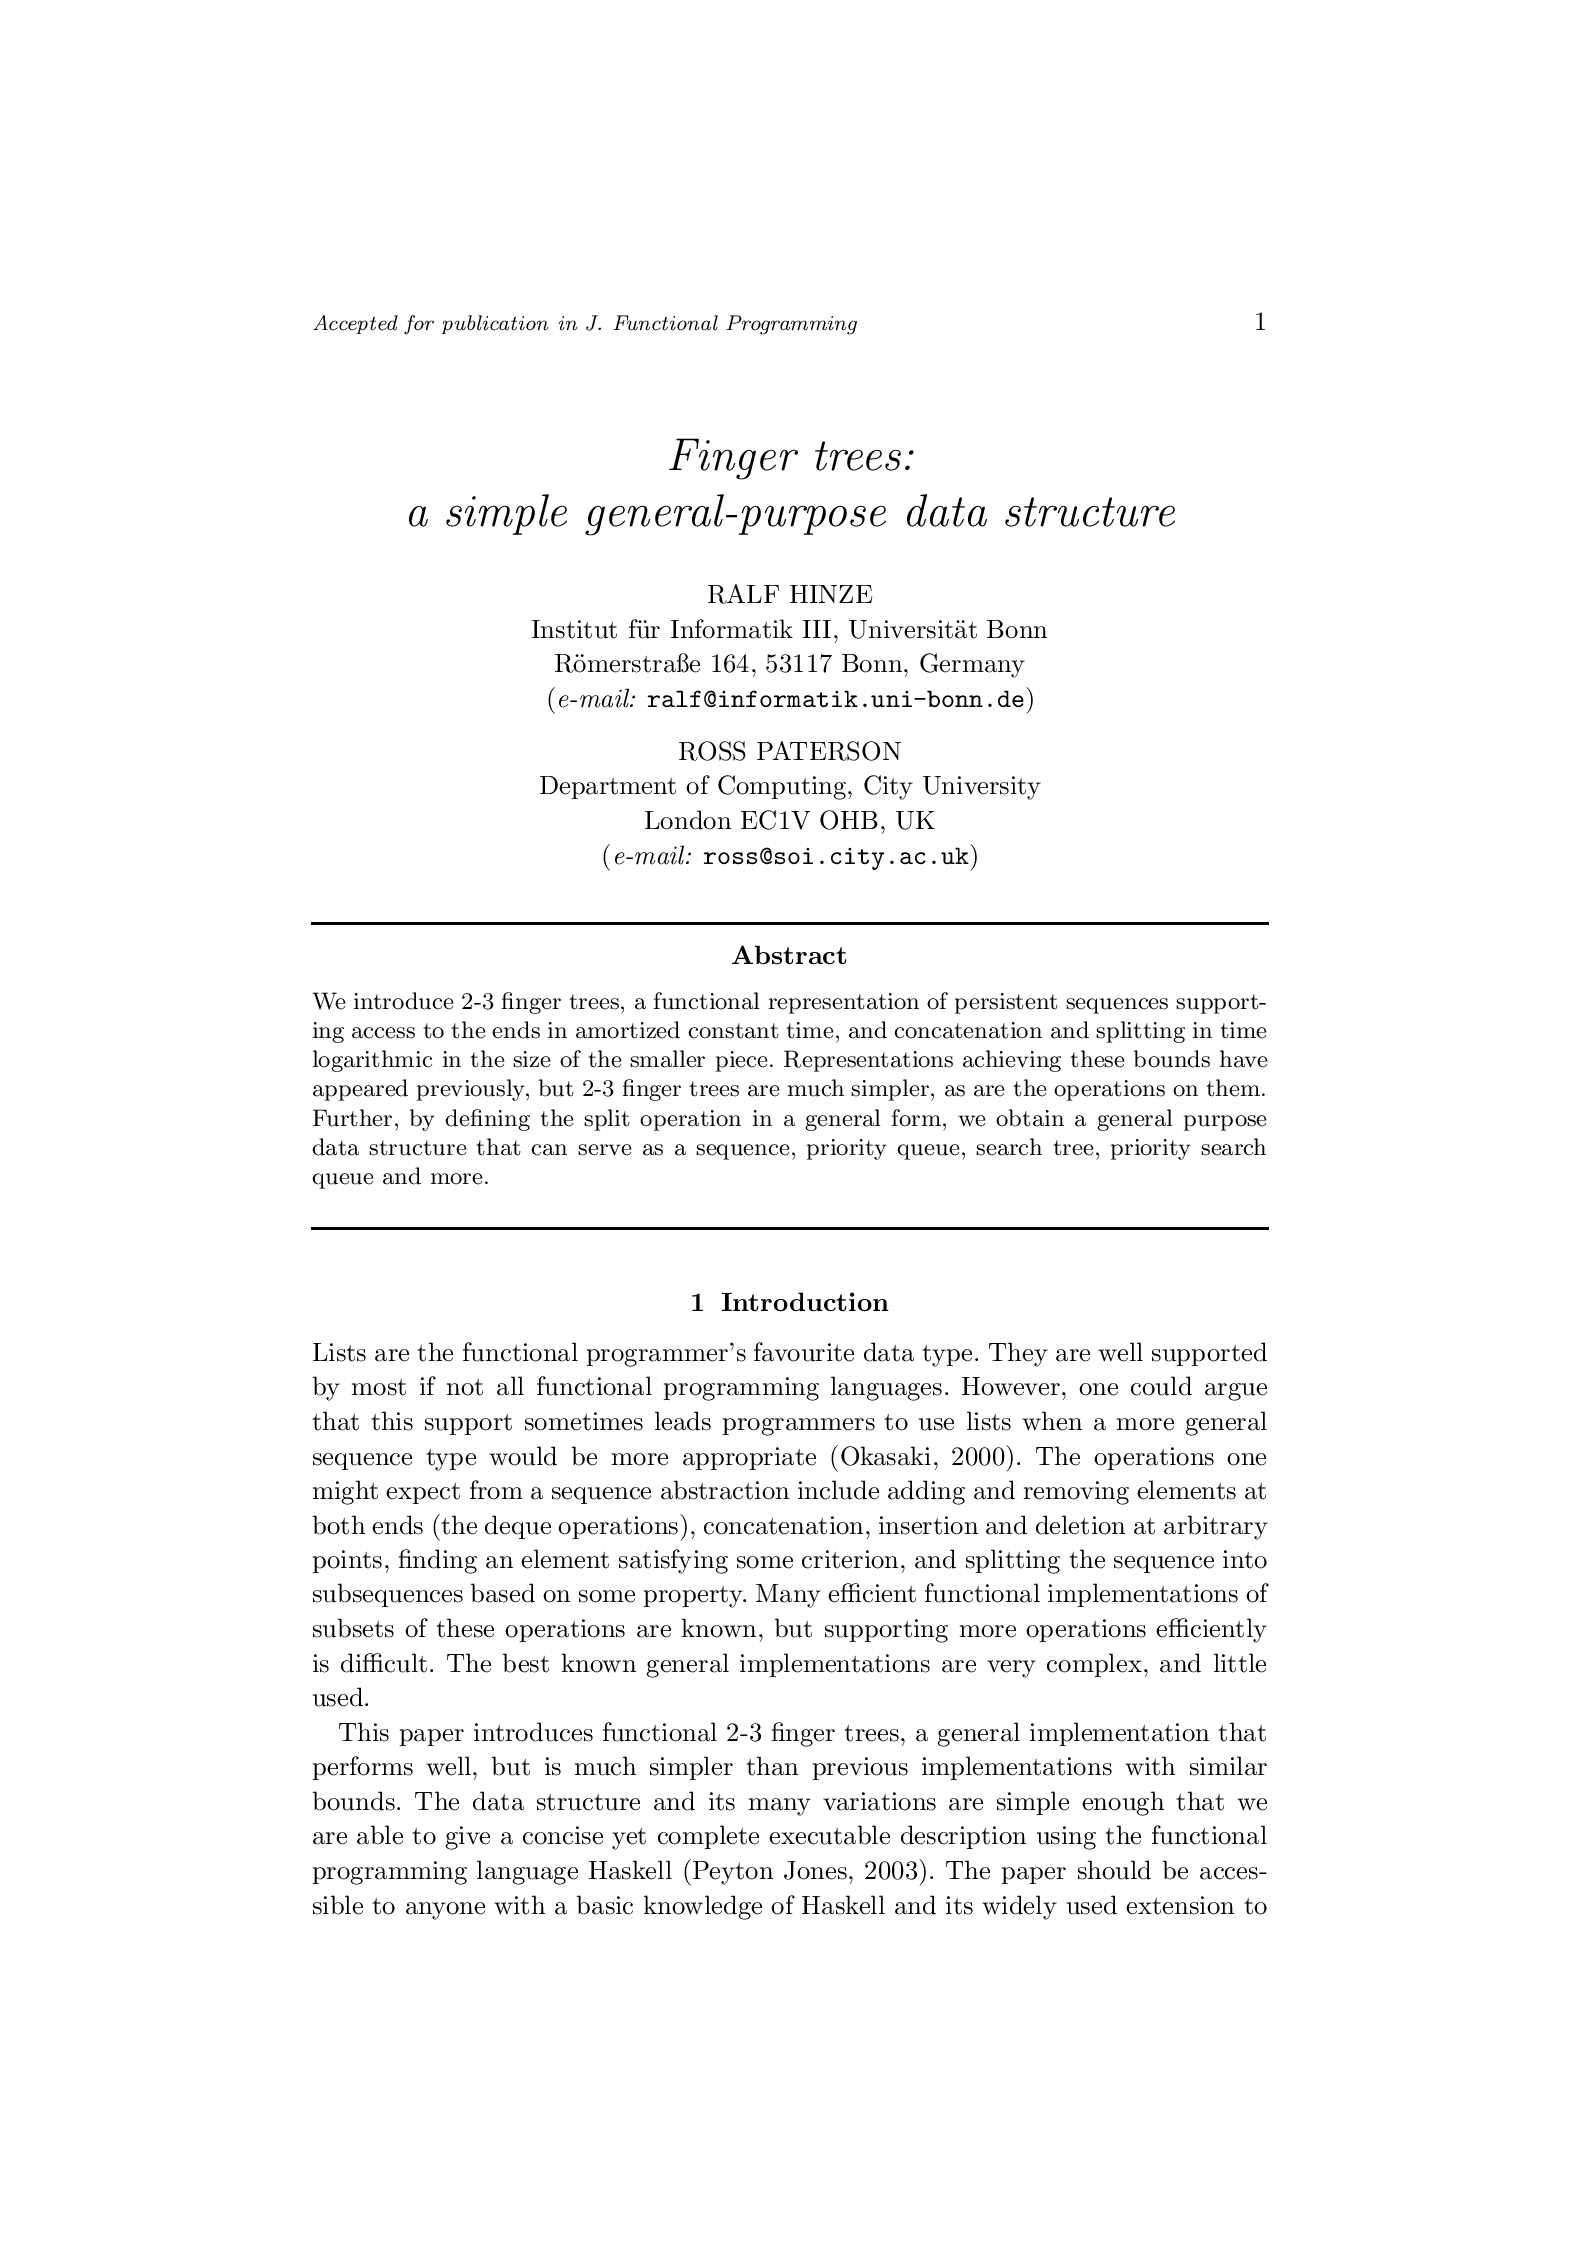 Accepted for publication in J. Functional Programming 1
Finger trees:
a simple general-purpose data structure
RALF HINZE
Institut für Informatik III, Universität Bonn
Römerstraße 164, 53117 Bonn, Germany
(e-mail: ralf@informatik.uni-bonn.de)
ROSS PATERSON
Department of Computing, City University
London EC1V OHB, UK
(e-mail: ross@soi.city.ac.uk)
Abstract
We introduce 2-3 finger trees, a functional representation of persistent sequences support-
ing access to the ends in amortized constant time, and concatenation and splitting in time
logarithmic in the size of the smaller piece. Representations achieving these bounds have
appeared previously, but 2-3 finger trees are much simpler, as are the operations on them.
Further, by defining the split operation in a general form, we obtain a general purpose
data structure that can serve as a sequence, priority queue, search tree, priority search
queue and more.
1 Introduction
Lists are the functional programmer's favourite data type. They are well supported
by most if not all functional programming languages. However, one could argue
that this support sometimes leads programmers to use lists when a more general
sequence type would be more appropriate (Okasaki, 2000). The operations one
might expect from a sequence abstraction include adding and removing elements at
both ends (the deque operations), concatenation, insertion and deletion at arbitrary
points, finding an element satisfying some criterion, and splitting the sequence into
subsequences based on some property. Many efficient functional implementations of
subsets of these operations are known, but supporting more operations efficiently
is difficult. The best known general implementations are very complex, and little
used.
This paper introduces functional 2-3 finger trees, a general implementation that
performs well, but is much simpler than previous implementations with similar
bounds. The data structure and its many variations are simple enough that we
are able to give a concise yet complete executable description using the functional
programming language Haskell (Peyton Jones, 2003). The paper should be acces-
sible to anyone with a basic knowledge of Haskell and its widely used extension to